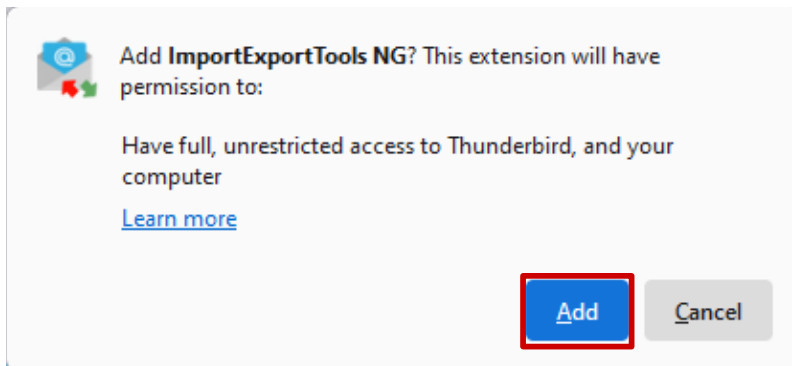 Add ImportExportTools NG? This extension will have
permission to:
Have full, unrestricted access to Thunderbird, and your
computer
Learn more
Add
Cancel